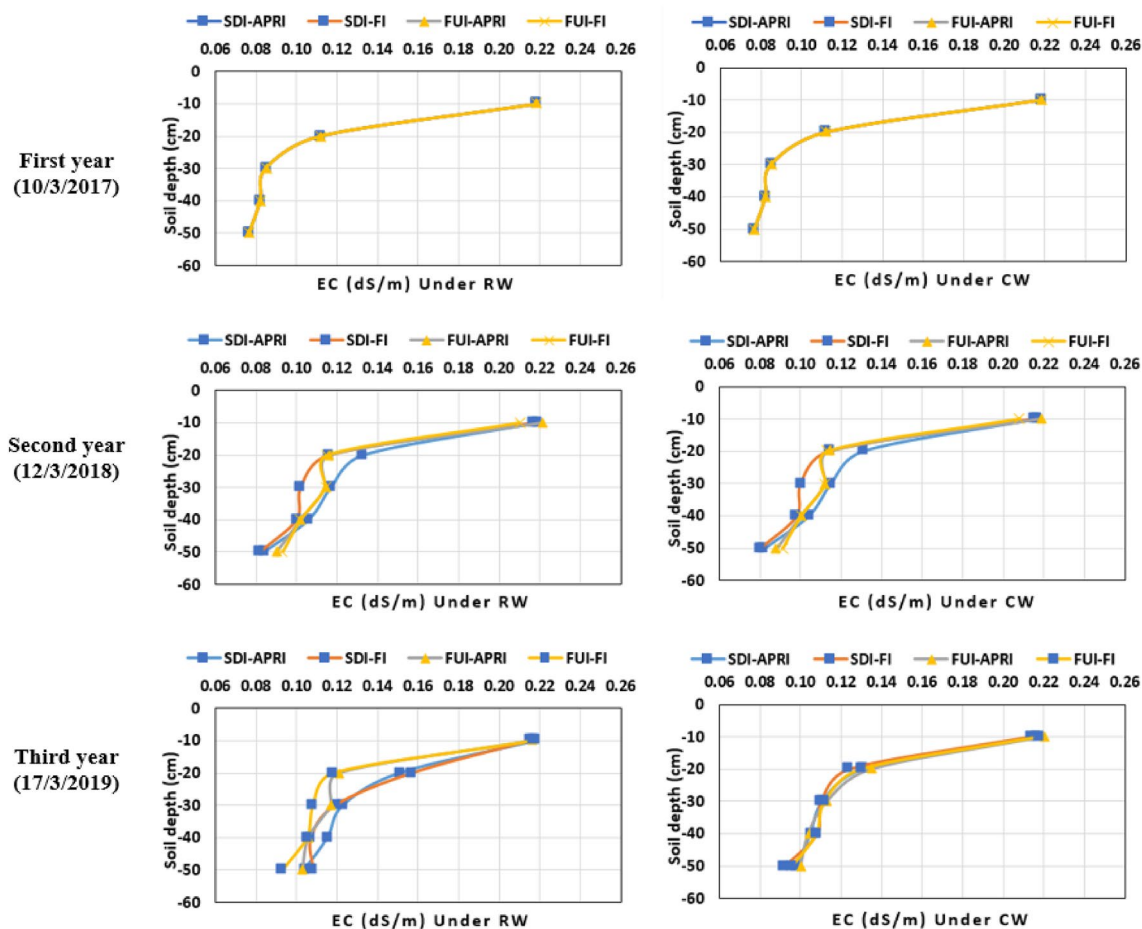 SDI-APRI SDI-FI FUI-APRI FUI-FI
0.06 0.08 0.10 0.12 0.14 0.16 0.18 0.20 0.22 0.24 0.26
0
-10
-20
-30
-40
-50
-60
Soil depth (cm)
EC (dS/m) Under RW
SDI-APRI SDI-FI FUI-APRI FUI-FI
0.06 0.08 0.10 0.12 0.14 0.16 0.18 0.20 0.22 0.24 0.26
0
-10
-20
-30
-40
-50
-60
Soil depth (cm)
EC (dS/m) Under CW
First year
(10/3/2017)
SDI-APRI SDI-FI FUI-APRI FUI-FI
0.06 0.08 0.10 0.12 0.14 0.16 0.18 0.20 0.22 0.24 0.26
0
-10
-20
-30
-40
-50
-60
Soil depth (cm)
EC (dS/m) Under RW
SDI-APRI SDI-FI FUI-APRI FUI-FI
0.06 0.08 0.10 0.12 0.14 0.16 0.18 0.20 0.22 0.24 0.26
0
-10
-20
-30
-40
-50
-60
Soil depth (cm)
EC (dS/m) Under CW
Second year
(12/3/2018)
SDI-APRI SDI-FI FUI-APRI FUI-FI
0.06 0.08 0.10 0.12 0.14 0.16 0.18 0.20 0.22 0.24 0.26
0
-10
-20
-30
-40
-50
-60
Soil depth (cm)
EC (dS/m) Under RW
SDI-APRI SDI-FI FUI-APRI FUI-FI
0.06 0.08 0.10 0.12 0.14 0.16 0.18 0.20 0.22 0.24 0.26
0
-10
-20
-30
-40
-50
-60
Soil depth (cm)
EC (dS/m) Under CW
Third year
(17/3/2019)